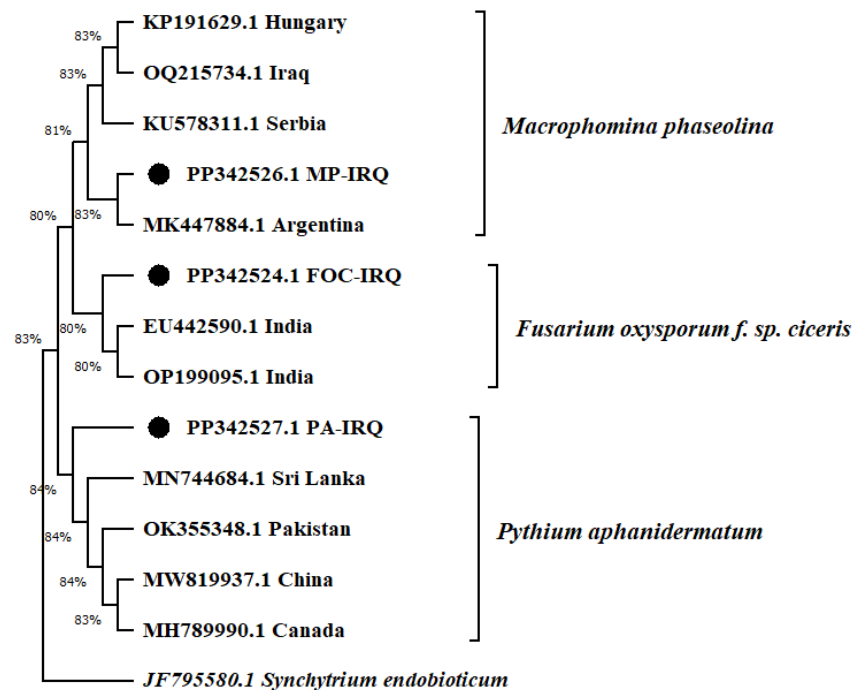 83%
KP191629.1 Hungary
83%
OQ215734.1 Iraq
81%
KU578311.1 Serbia
Macrophomina phaseolina
PP342526.1 MP-IRQ
80%
83%
MK447884.1 Argentina
PP342524.1 FOC-IRQ
83%
80%
EU442590.1 India
Fusarium oxysporum f. sp. ciceris
80%
OP199095.1 India
PP342527.1 PA-IRQ
84%
MN744684.1 Sri Lanka
84%
OK355348.1 Pakistan
Pythium aphanidermatum
84%
MW819937.1 China
83%
MH789990.1 Canada
JF795580.1 Synchytrium endobioticum